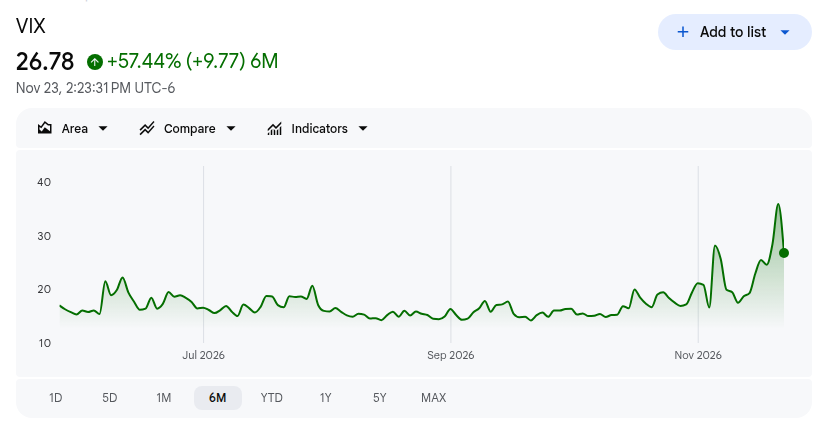 VIX
Add to list
26.78 +57.44% (+9.77) 6M
Nov 23, 2:23:31 PM UTC-6
Area Compare Indicators
40
30
20
10
Jul 2026 Sep 2026 Nov 2026
1D 5D 1M 6M YTD 1Y 5Y MAX